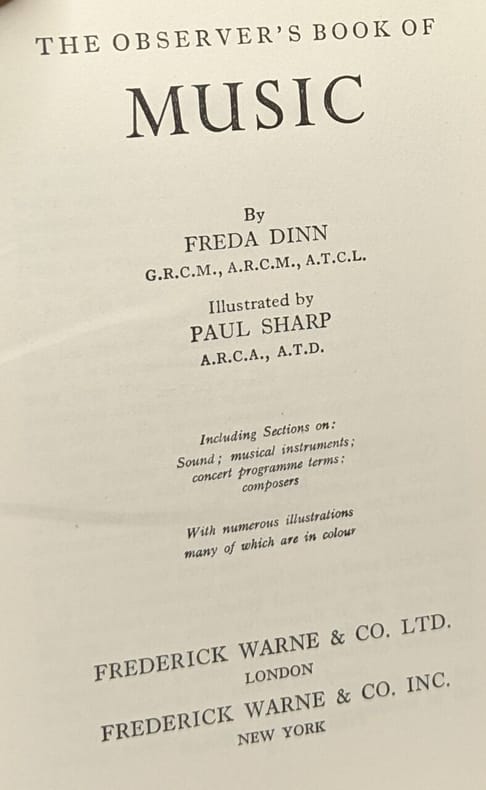 THE OBSERVER'S BOOK OF
MUSIC
By
FREDA DINN
G.R.C.M., A.R.C.M., A.T.C.L.
Illustrated by
PAUL SHARP
A.R.C.A., A.T.D.
Including Sections on:
Sound; musical instruments;
concert programme terms:
composers
With numerous illustrations
many of which are in colour
FREDERICK WARNE & CO. LTD.
LONDON
FREDERICK WARNE & CO. INC.
NEW YORK